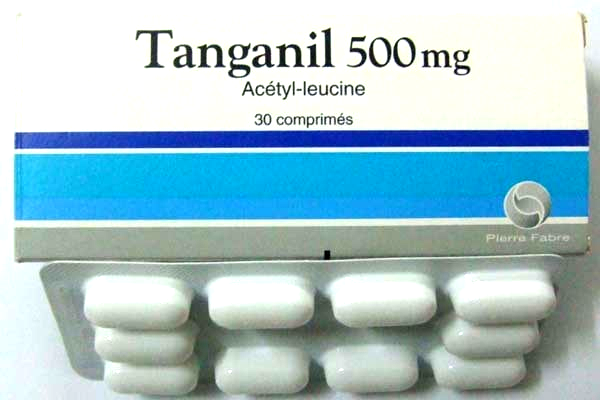 Tanganil 500 mg
Acétyl-leucine
30 comprimés
Pierre Fabre